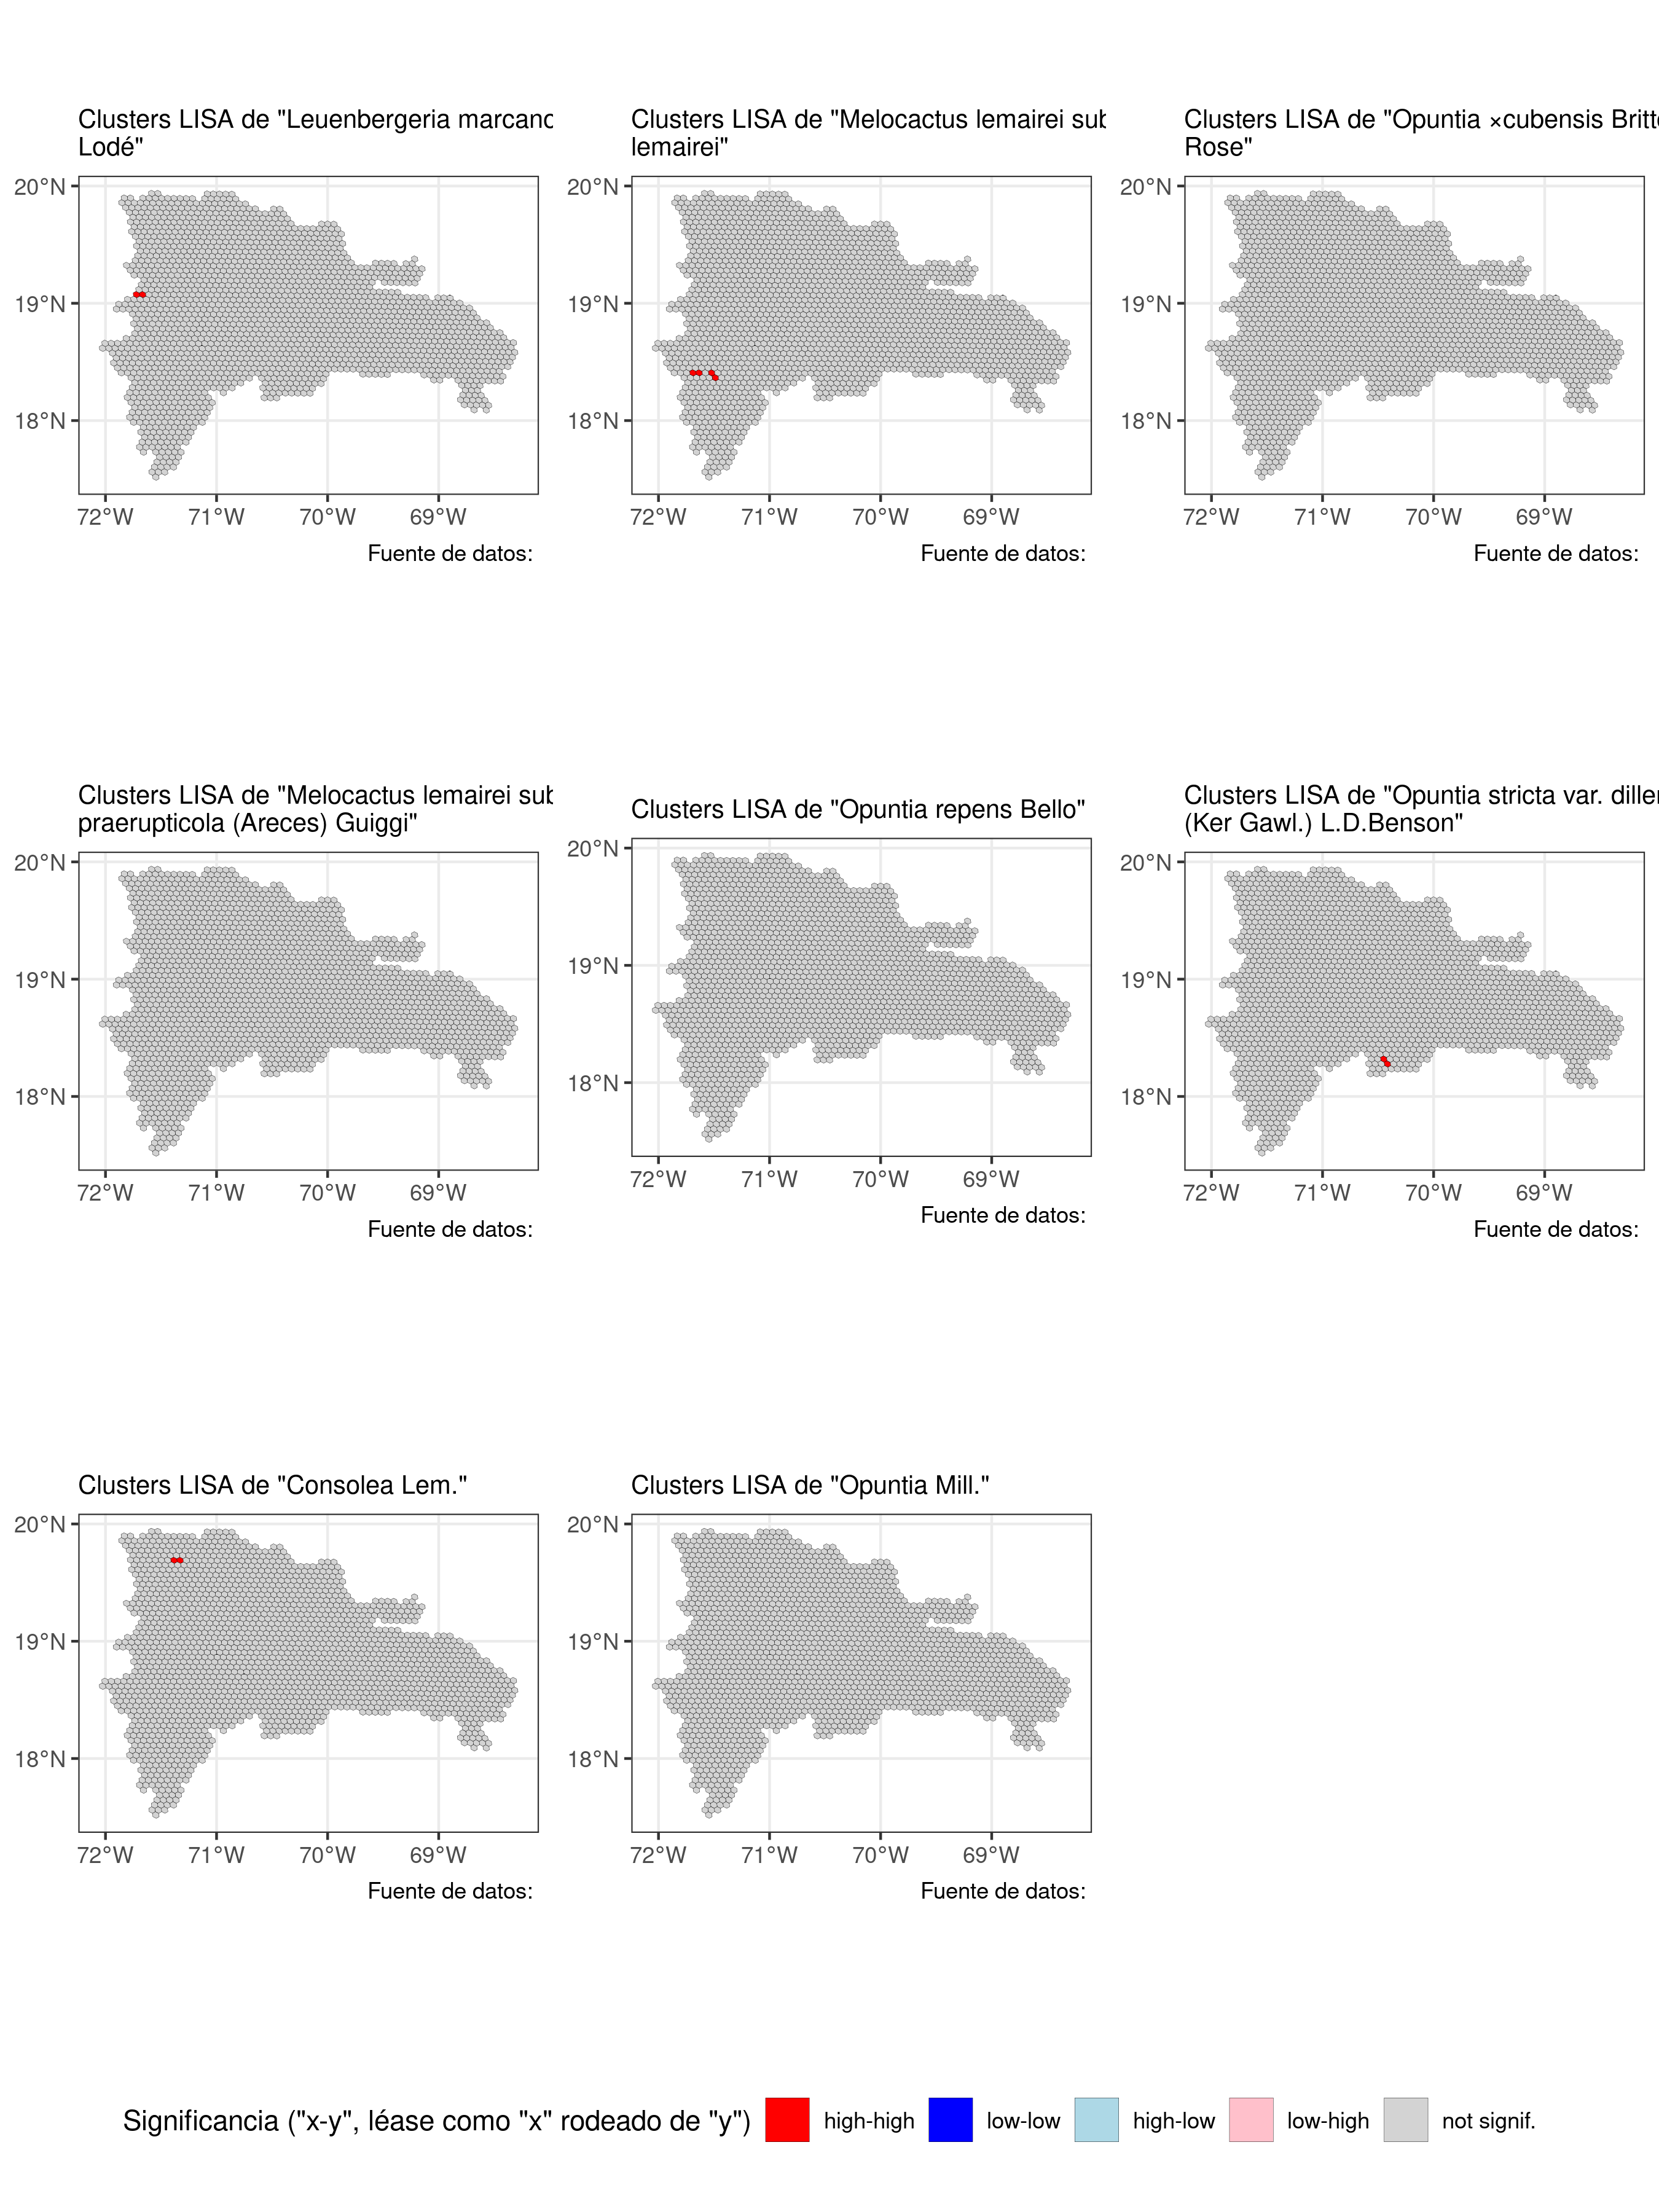 Clusters LISA de "Leuenbergeria marcano
Lodé"
20°N
19°N
18°N
72°W 71°W 70°W 69°W
Fuente de datos:
Clusters LISA de "Melocactus lemairei sub
lemairei"
20°N
19°N
18°N
72°W 71°W 70°W 69°W
Fuente de datos:
Clusters LISA de "Opuntia ×cubensis Britto
Rose"
20°N
19°N
18°N
72°W 71°W 70°W 69°W
Fuente de datos:
Clusters LISA de "Melocactus lemairei sub
praerupticola (Areces) Guiggi"
20°N
19°N
18°N
72°W 71°W 70°W 69°W
Fuente de datos:
Clusters LISA de "Opuntia repens Bello"
20°N
19°N
18°N
72°W 71°W 70°W 69°W
Fuente de datos:
Clusters LISA de "Opuntia stricta var. diller
(Ker Gawl.) L.D.Benson"
20°N
19°N
18°N
72°W 71°W 70°W 69°W
Fuente de datos:
Clusters LISA de "Consolea Lem."
20°N
19°N
18°N
72°W 71°W 70°W 69°W
Fuente de datos:
Clusters LISA de "Opuntia Mill."
20°N
19°N
18°N
72°W 71°W 70°W 69°W
Fuente de datos:
Significancia ("x-y", léase como "x" rodeado de "y") high-high low-low high-low low-high not signif.